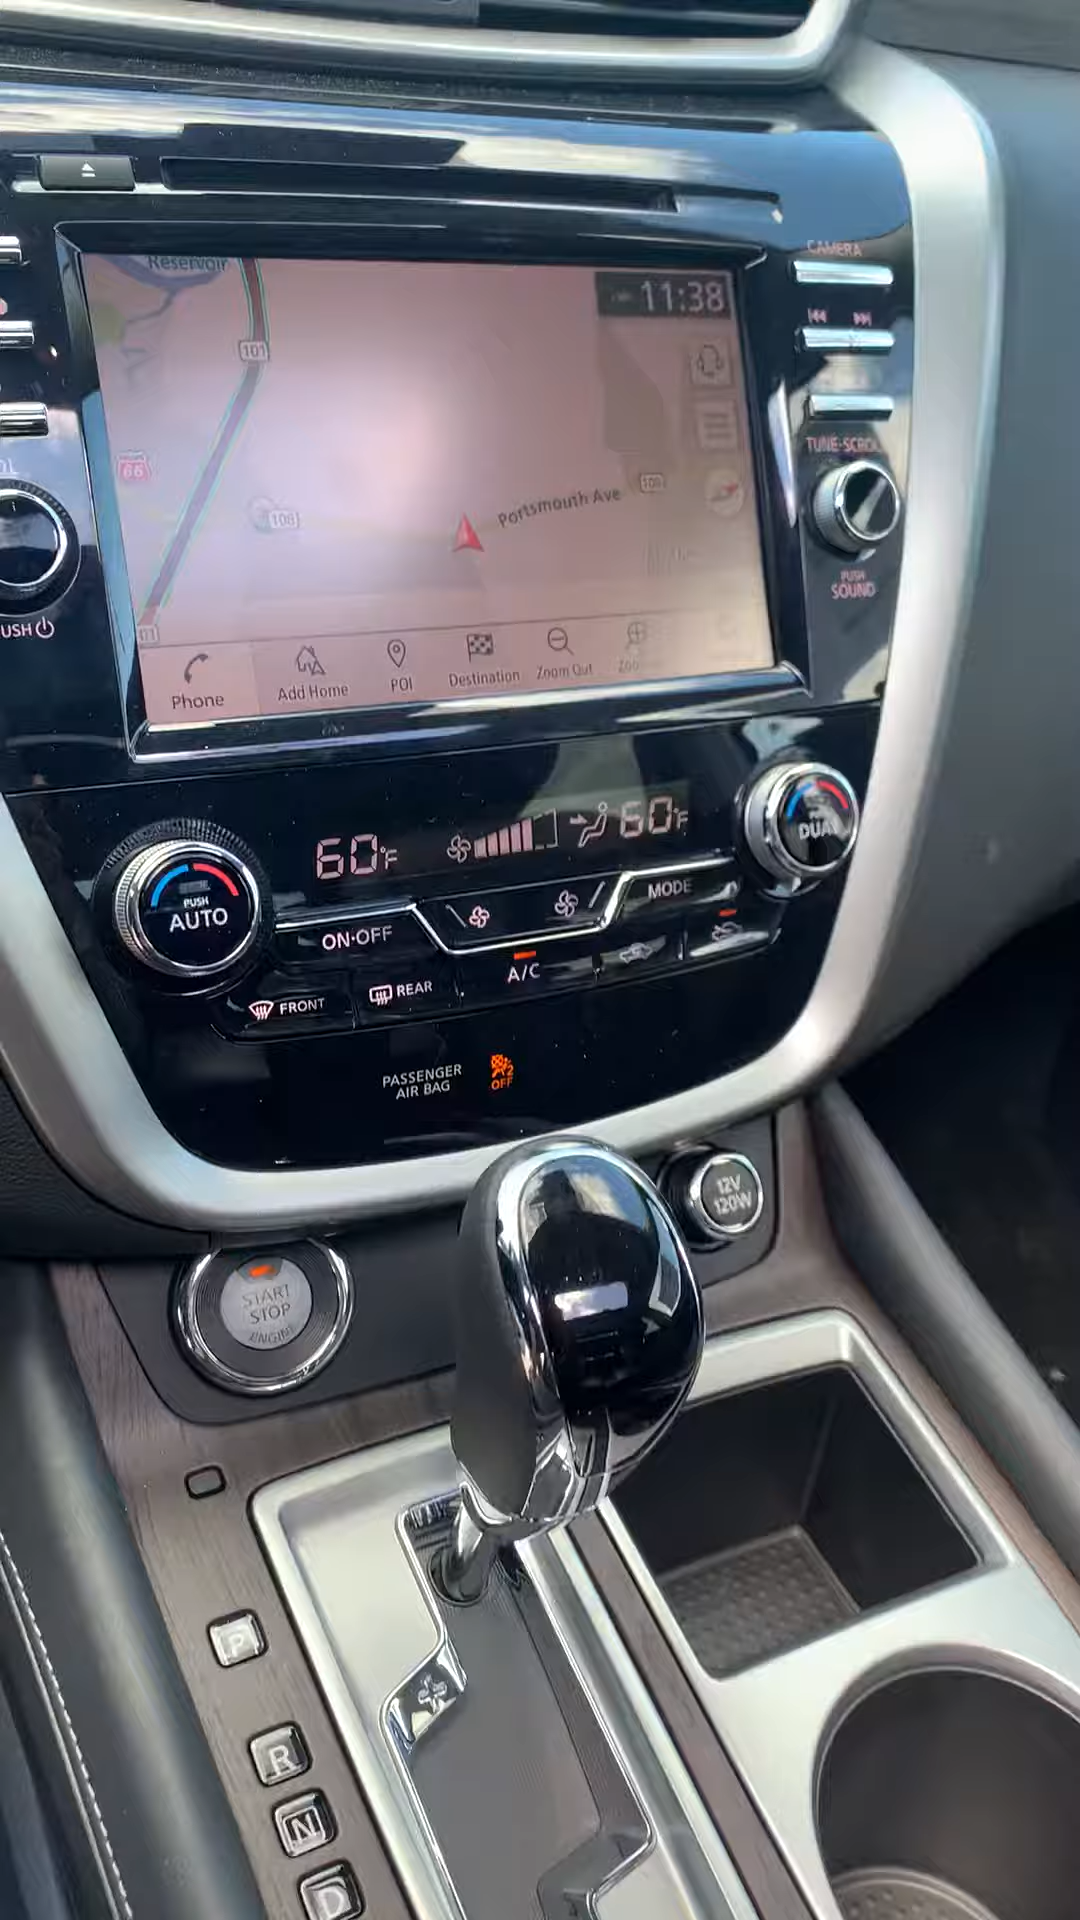 CAMERA
Reservoir
11:38
101
TUNE·SCROLL
66
108
108
Portsmouth Ave
PUSH
SOUND
PUSH
Phone
Add Home
POI
Destination
Zoom Out
60°F
60°F
DUAL
PUSH
AUTO
ON·OFF
MODE
A/C
FRONT
REAR
PASSENGER
AIR BAG
2
OFF
12V
120W
START
STOP
ENGINE
P
R
N
D